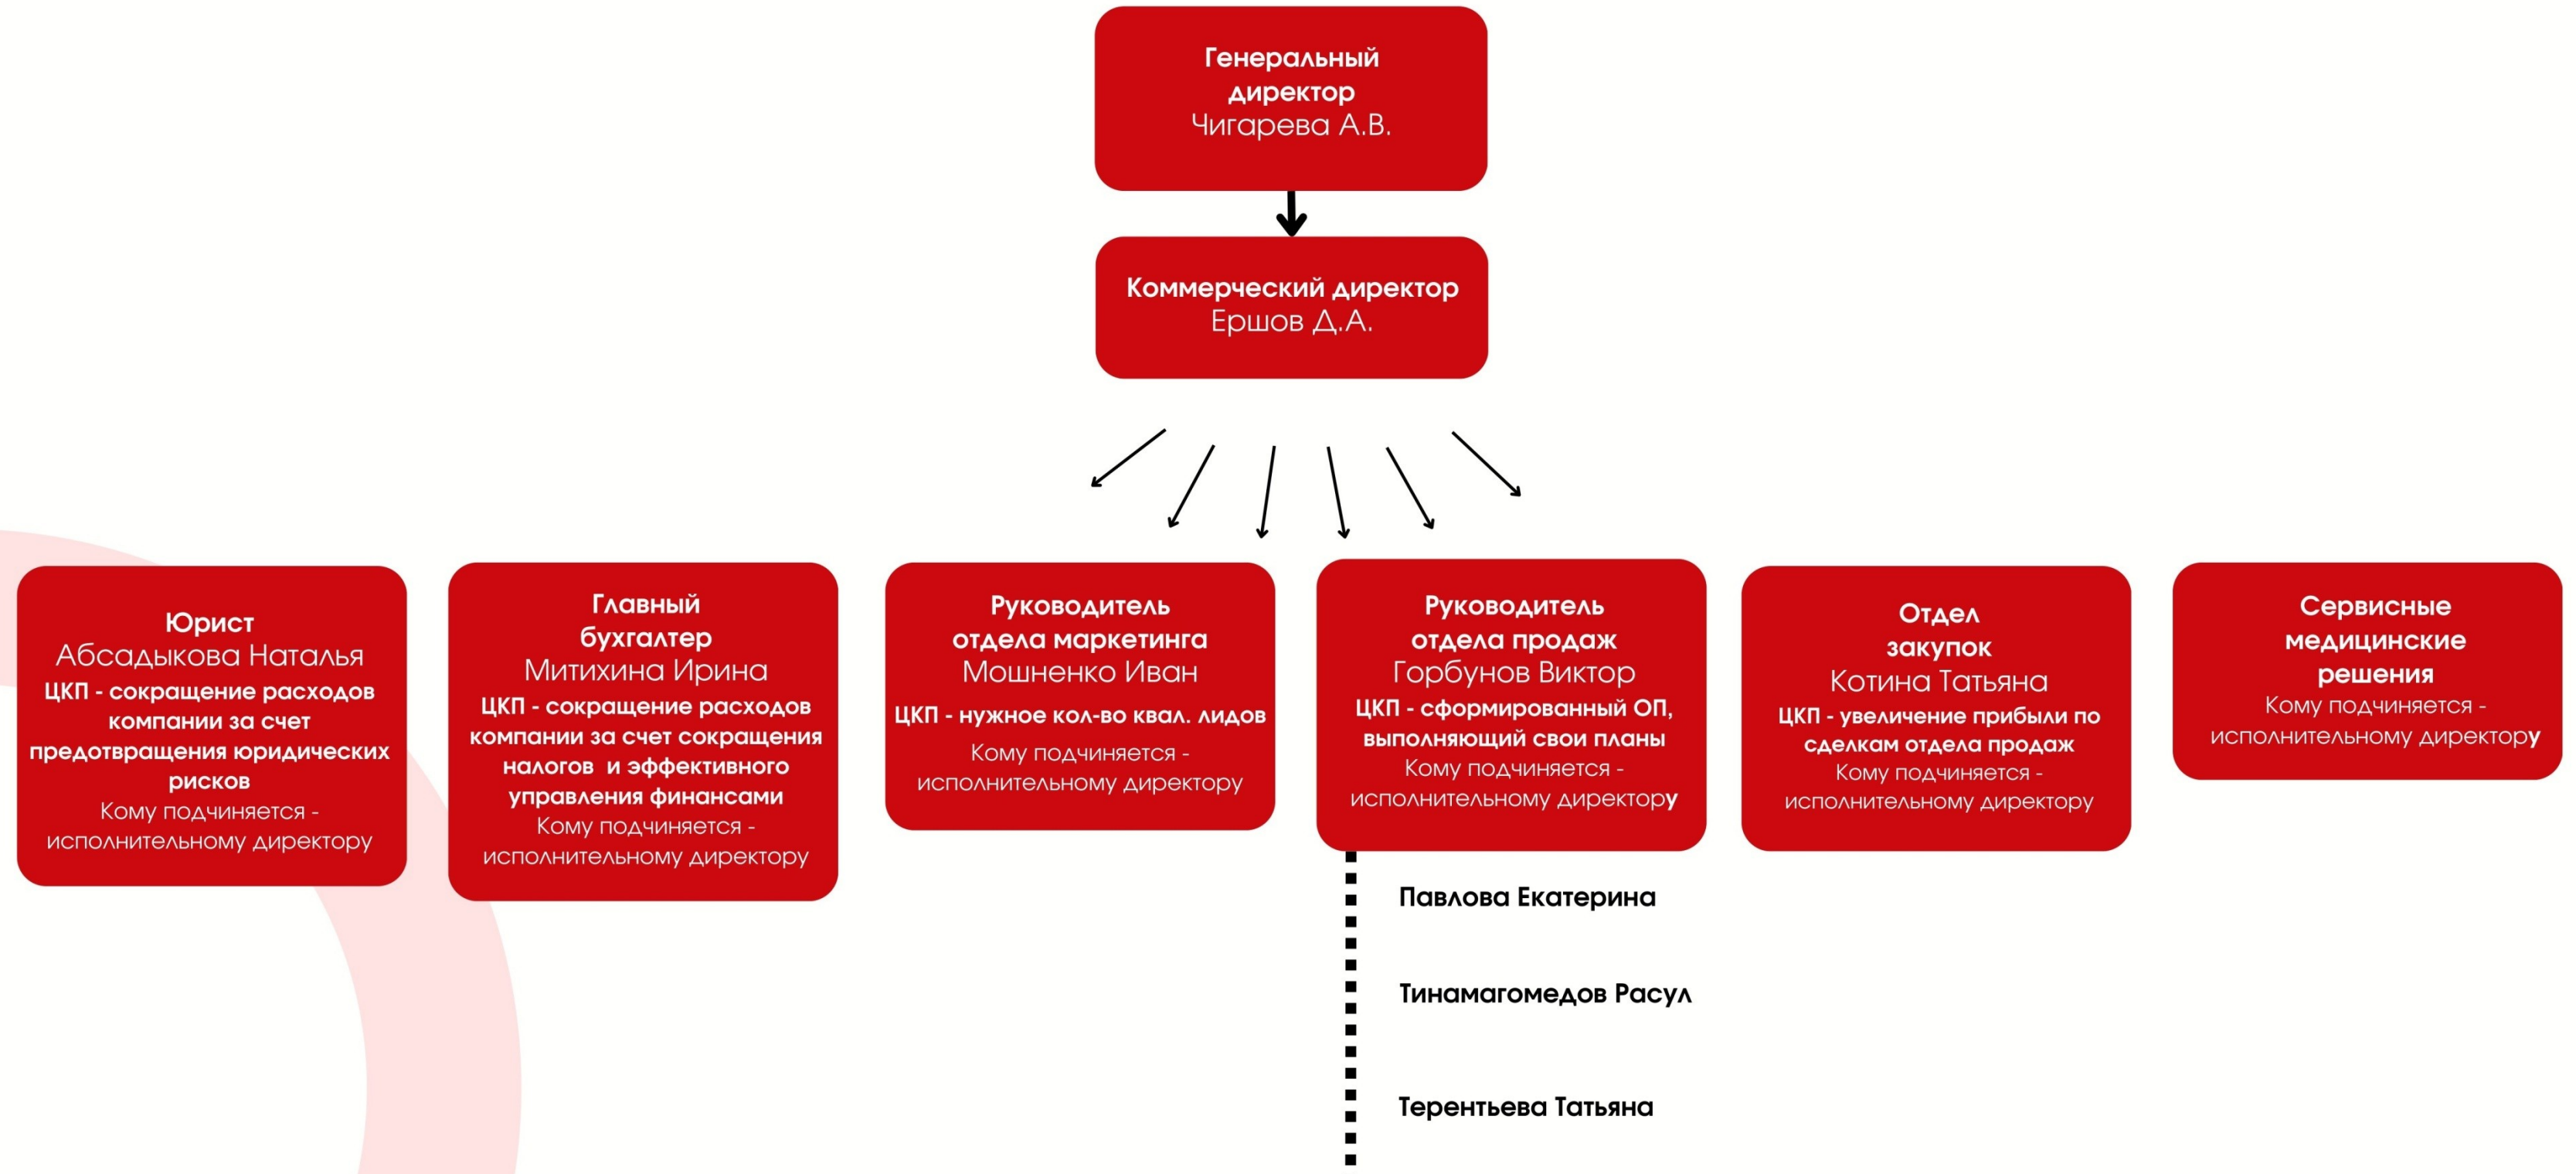 Генеральный
директор
Чигарева А.В.
Коммерческий директор
Ершов Д.А.
Юрист
Абсадыкова Наталья
ЦКП - сокращение расходов
компании за счет
предотвращения юридических
рисков
Кому подчиняется -
исполнительному директору
Главный
бухгалтер
Митихина Ирина
ЦКП - сокращение расходов
компании за счет сокращения
налогов и эффективного
управления финансами
Кому подчиняется -
исполнительному директору
Руководитель
отдела маркетинга
Мошненко Иван
ЦКП - нужное кол-во квал. лидов
Кому подчиняется -
исполнительному директору
Руководитель
отдела продаж
Горбунов Виктор
ЦКП - сформированный ОП,
выполняющий свои планы
Кому подчиняется -
исполнительному директору
Отдел
закупок
Котина Татьяна
ЦКП - увеличение прибыли по
сделкам отдела продаж
Кому подчиняется -
исполнительному директору
Сервисные
медицинские
решения
Кому подчиняется -
исполнительному директору
Павлова Екатерина
Тинамагомедов Расул
Терентьева Татьяна